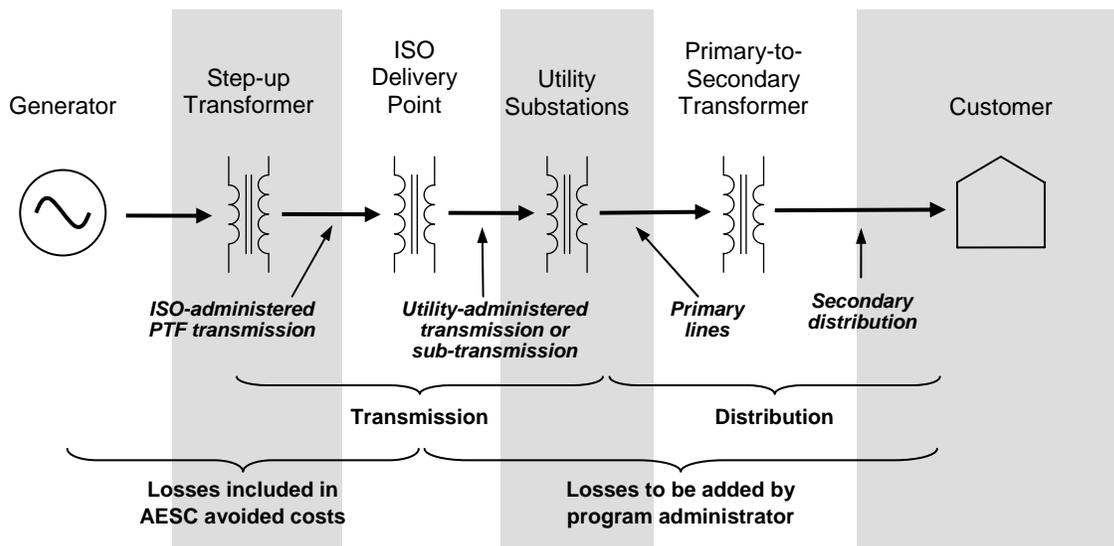 Generator
Step-up
Transformer
ISO
Delivery
Point
Utility
Substations
Primary-to-
Secondary
Transformer
Customer
ISO-administered
PTF transmission
Utility-administered
transmission or
sub-transmission
Primary
lines
Secondary
distribution
Transmission
Distribution
Losses included in
AESC avoided costs
Losses to be added by
program administrator